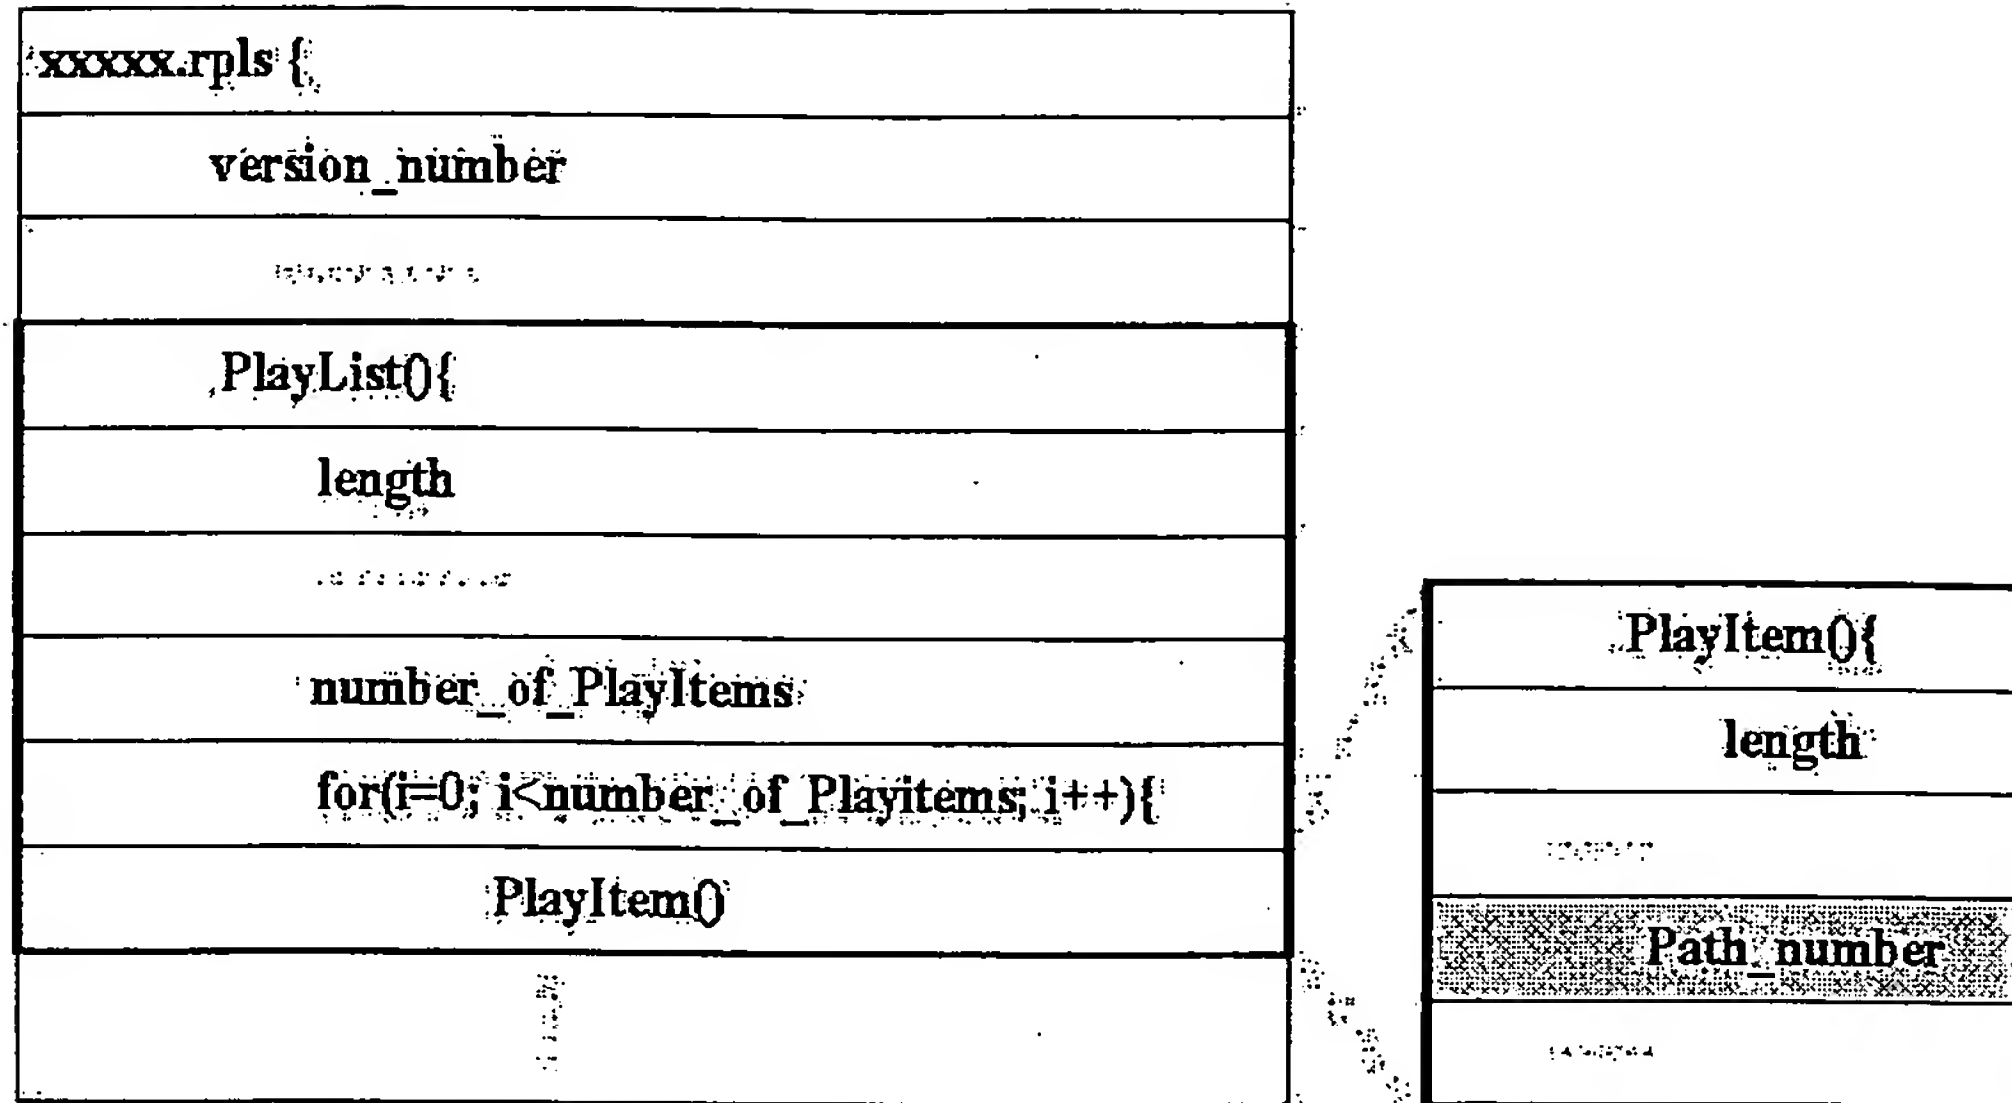 xxxxx.rpls {
version_number
PlayList(){
length
number_of_PlayItems
for(i=0; i<number_of_Playitems; i++){
PlayItem()
PlayItem(){
length
Path_number